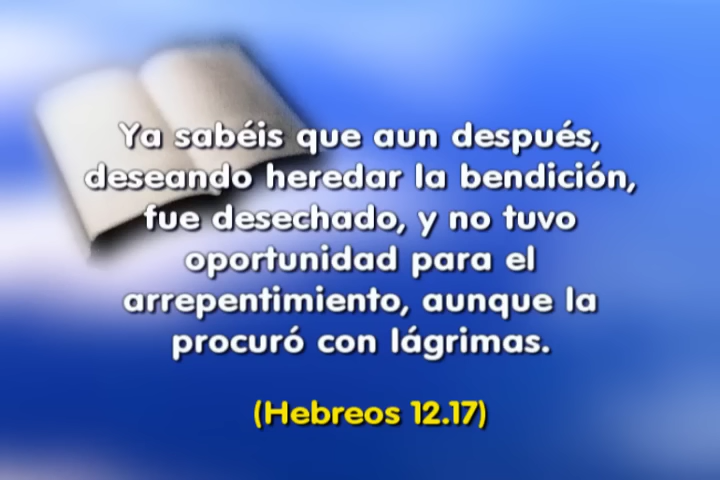 Ya sabéis que aun después,
deseando heredar la bendición,
fue desechado, y no tuvo
oportunidad para el
arrepentimiento, aunque la
procuró con lágrimas.
(Hebreos 12.17)